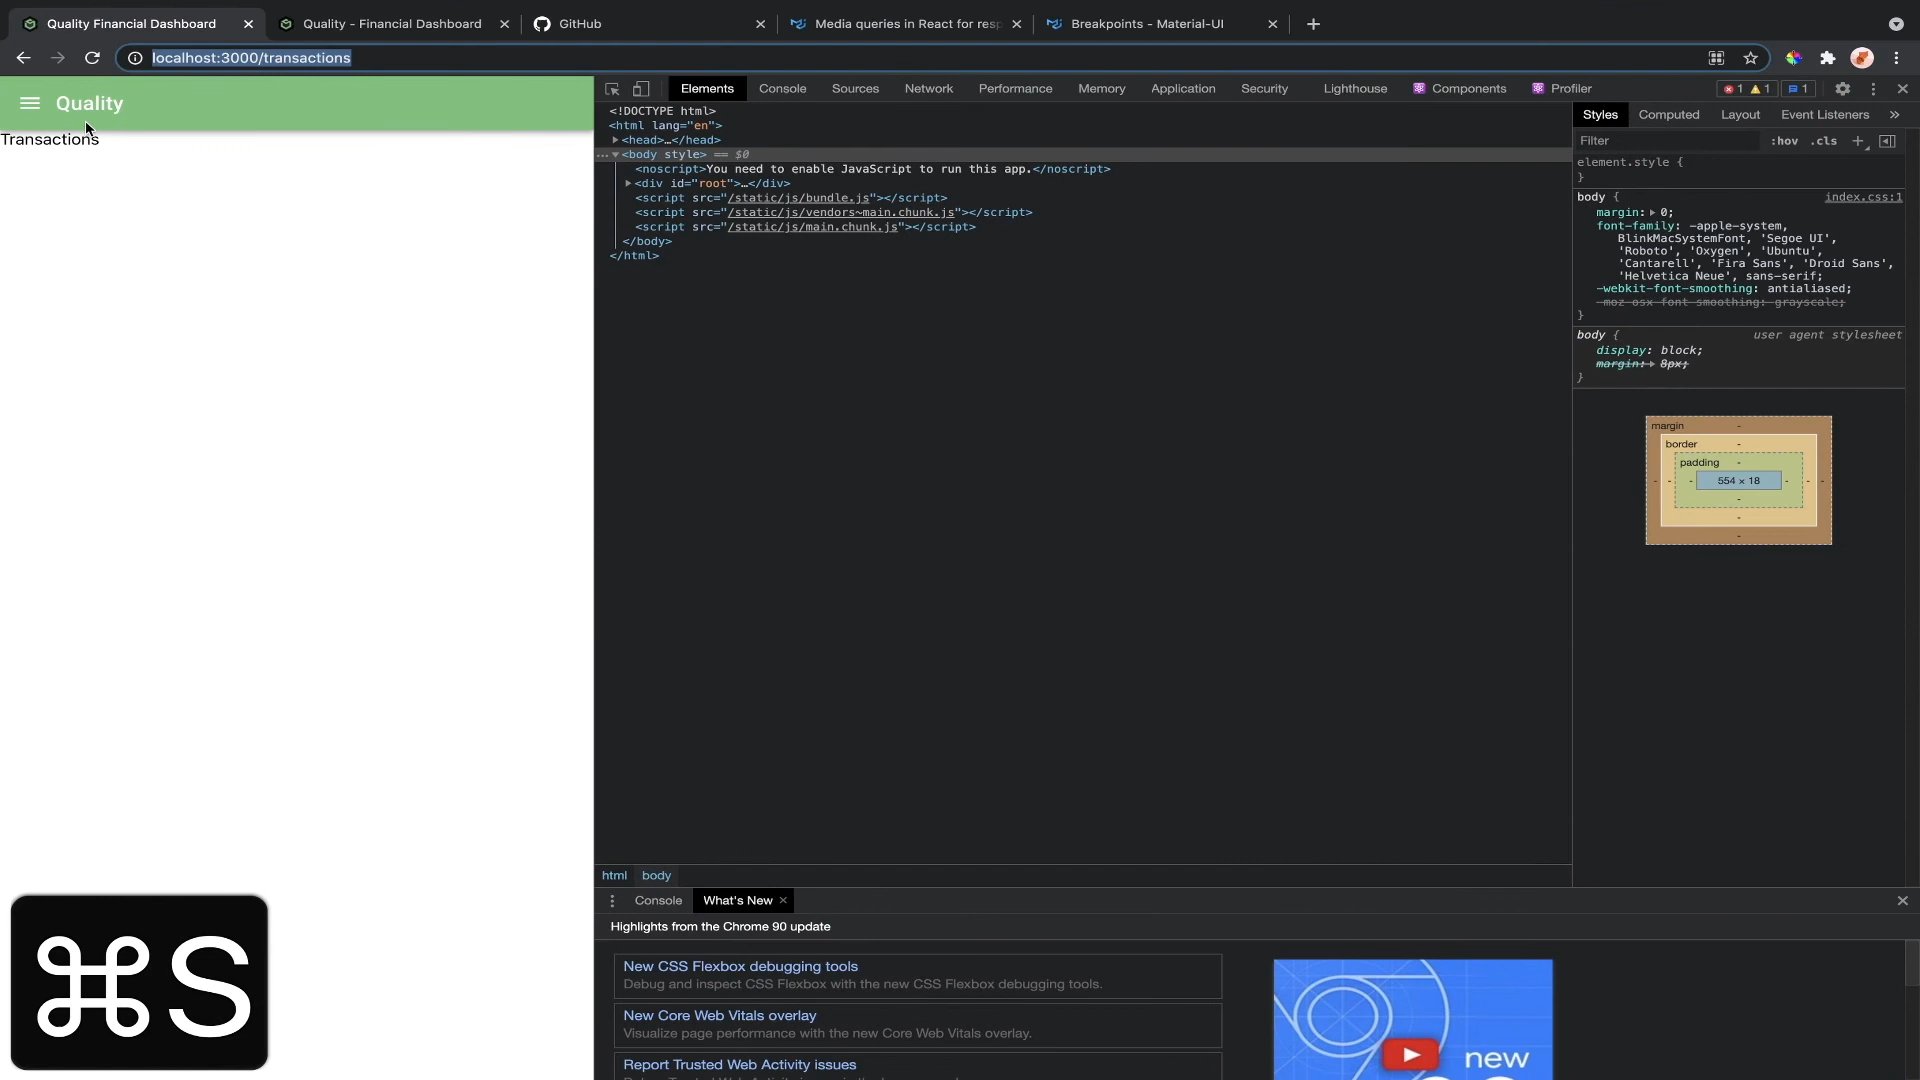 Quality Financial Dashboard
Quality - Financial Dashboard
GitHub
Media queries in React for resp
Breakpoints - Material-UI
localhost:3000/transactions
Quality
Transactions
Elements
Console
Sources
Network
Performance
Memory
Application
Security
Lighthouse
Components
Profiler
1
1
1
<!DOCTYPE html>
<html lang="en">
<head>…</head>
<body style> == $0
<noscript>You need to enable JavaScript to run this app.</noscript>
<div id="root">…</div>
<script src="/static/js/bundle.js"></script>
<script src="/static/js/vendors~main.chunk.js"></script>
<script src="/static/js/main.chunk.js"></script>
</body>
</html>
Styles
Computed
Layout
Event Listeners
Filter
:hov
.cls
element.style {
}
body {
index.css:1
margin: 0;
font-family: -apple-system,
BlinkMacSystemFont, 'Segoe UI',
'Roboto', 'Oxygen', 'Ubuntu',
'Cantarell', 'Fira Sans', 'Droid Sans',
'Helvetica Neue', sans-serif;
-webkit-font-smoothing: antialiased;
-moz-osx-font-smoothing: grayscale;
}
body {
user agent stylesheet
display: block;
margin: 8px;
}
margin -
border -
padding -
- - - 554 × 18 - - -
-
-
-
html
body
Console
What's New
Highlights from the Chrome 90 update
New CSS Flexbox debugging tools
Debug and inspect CSS Flexbox with the new CSS Flexbox debugging tools.
New Core Web Vitals overlay
Visualize page performance with the new Core Web Vitals overlay.
Report Trusted Web Activity issues
new
⌘S